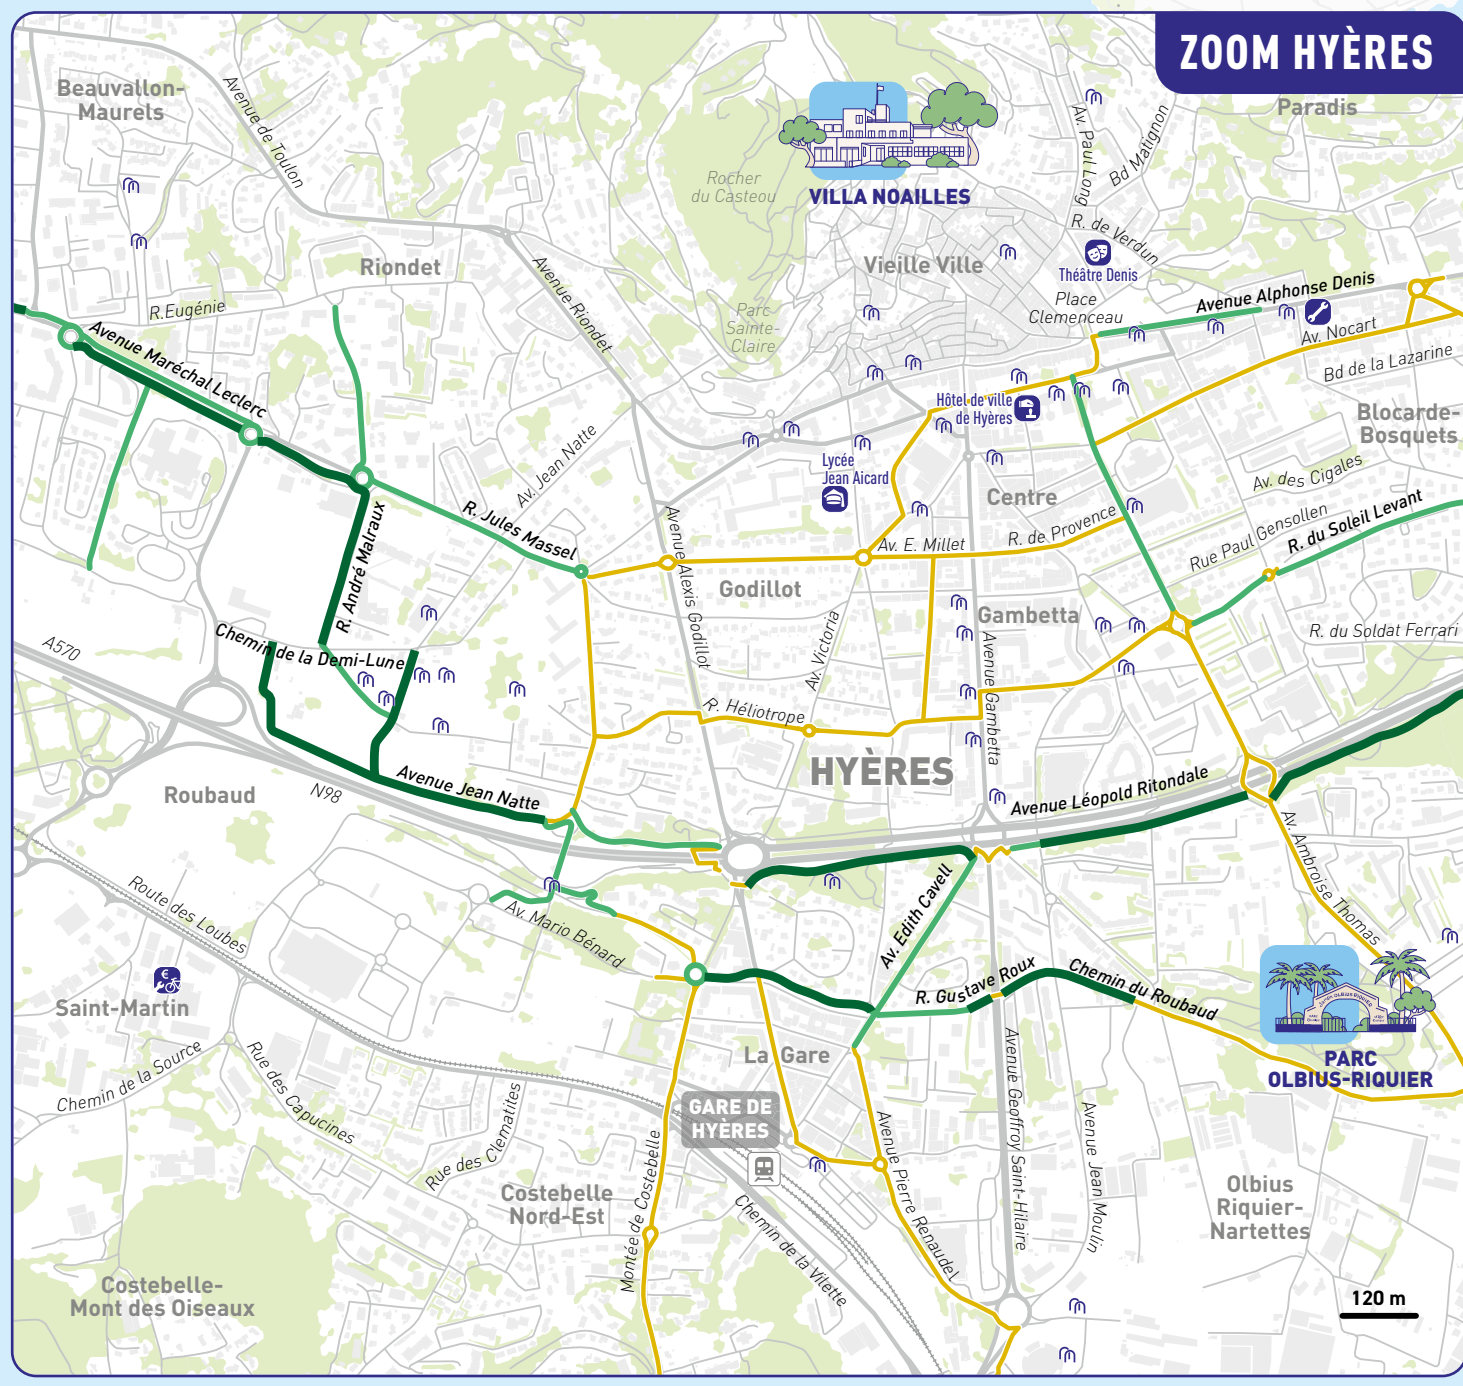 ZOOM HYÈRES
Beauvallon-
Maurels
Avenue de Toulon
Paradis
Av. Paul Long
Bd Matignon
Rocher
du Casteou
VILLA NOAILLES
R. de Verdun
Vieille Ville
Théâtre Denis
Riondet
Avenue Riondet
R.Eugénie
Place
Clemenceau
Avenue Alphonse Denis
Parc
Sainte-
Claire
Av. Nocart
Bd de la Lazarine
Avenue Maréchal Leclerc
Hôtel de ville
de Hyères
Blocarde-
Bosquets
Av. Jean Natte
Lycée
Jean Aicard
Centre
Av. des Cigales
R. Jules Massel
R. de Provence
Rue Paul Gensollen
R. du Soleil Levant
Av. E. Millet
R. André Malraux
Avenue Alexis Godillot
Godillot
Gambetta
R. du Soldat Ferrari
A570
Chemin de la Demi-Lune
Av. Victoria
Avenue Gambetta
R. Héliotrope
HYÈRES
Roubaud
N98
Avenue Jean Natte
Avenue Léopold Ritondale
Av. Ambroise Thomas
Route des Loubes
Av. Mario Bénard
Av. Edith Cavell
€
Saint-Martin
R. Gustave Roux
Chemin du Roubaud
PARC OLBIUS RIQUIER
PARC
OLBIUS-RIQUIER
La Gare
Chemin de la Source
Rue des Capucines
Rue des Clematites
GARE DE
HYÈRES
Avenue Geoffroy Saint-Hilaire
Avenue Jean Moulin
Avenue Pierre Renaudel
Costebelle
Nord-Est
Montée de Costebelle
Chemin de la Vilette
Olbius
Riquier-
Nartettes
Costebelle-
Mont des Oiseaux
120 m